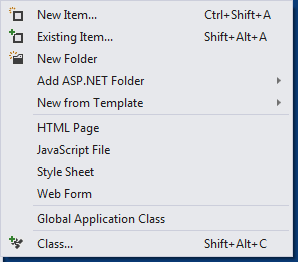 New Item... Ctrl+Shift+A
Existing Item... Shift+Alt+A
New Folder
Add ASP.NET Folder
New from Template
HTML Page
JavaScript File
Style Sheet
Web Form
Global Application Class
Class... Shift+Alt+C